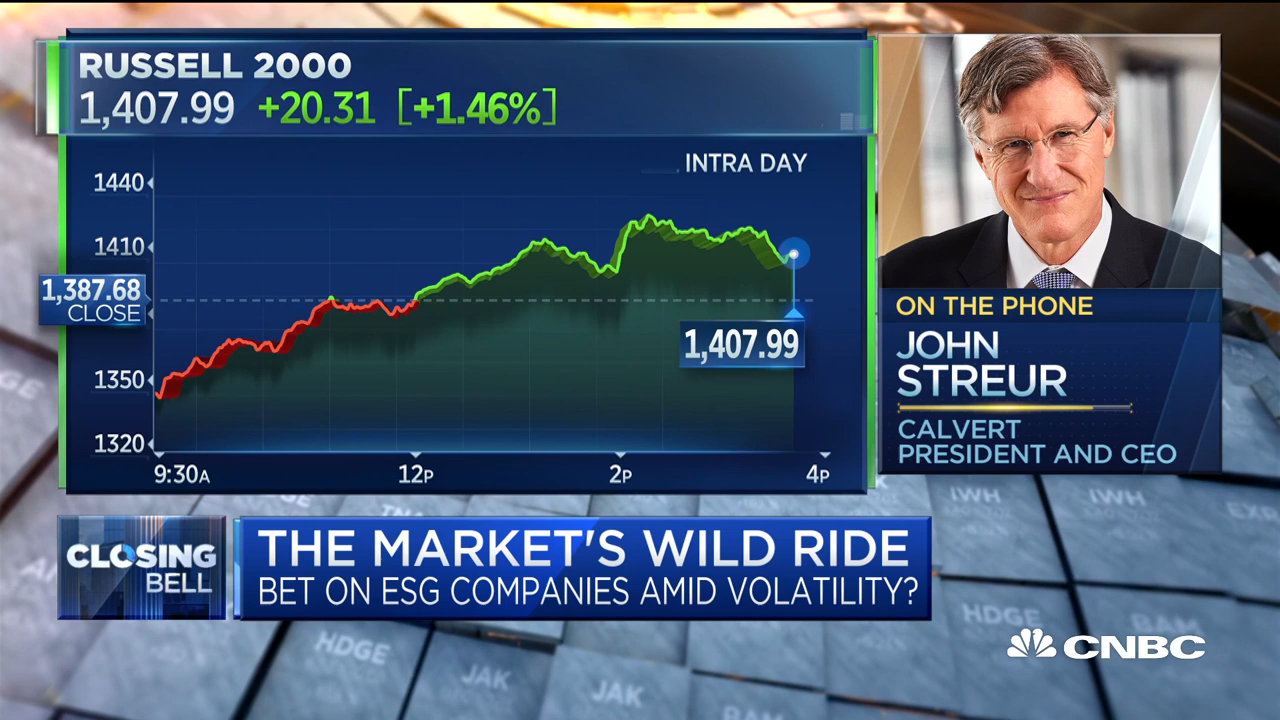 RUSSELL 2000
1,407.99 +20.31 [+1.46%]
INTRA DAY
1440
1410
1,387.68
CLOSE
1350
1320
1,407.99
9:30A 12P 2P 4P
ON THE PHONE
JOHN
STREUR
CALVERT
PRESIDENT AND CEO
CLOSING
BELL
THE MARKET'S WILD RIDE
BET ON ESG COMPANIES AMID VOLATILITY?
CNBC
IWH
IWH
HDGE
HDGE
BAM
JAK
JAK
BAM